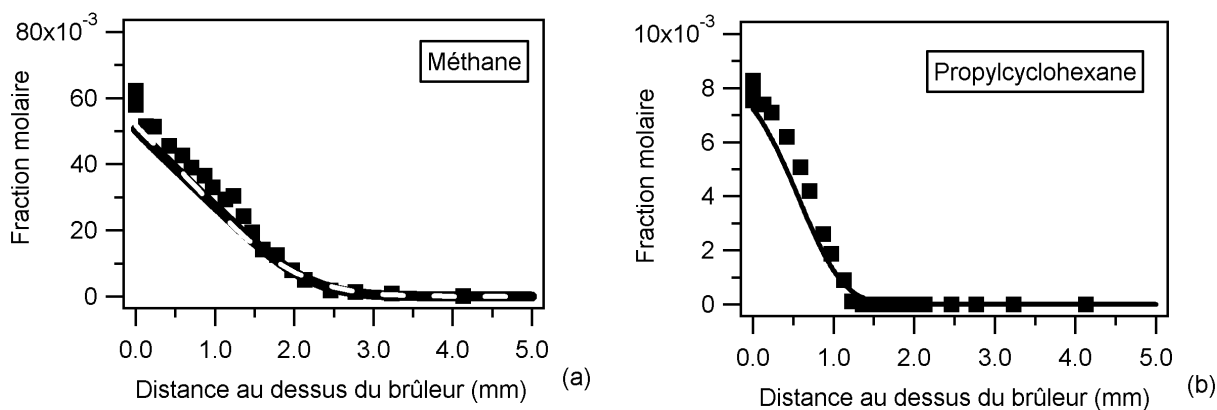 80x10⁻³
60
40
20
0
Fraction molaire
Méthane
0.0 1.0 2.0 3.0 4.0 5.0
Distance au dessus du brûleur (mm)
(a)
10x10⁻³
8
6
4
2
0
Fraction molaire
Propylcyclohexane
0.0 1.0 2.0 3.0 4.0 5.0
Distance au dessus du brûleur (mm)
(b)